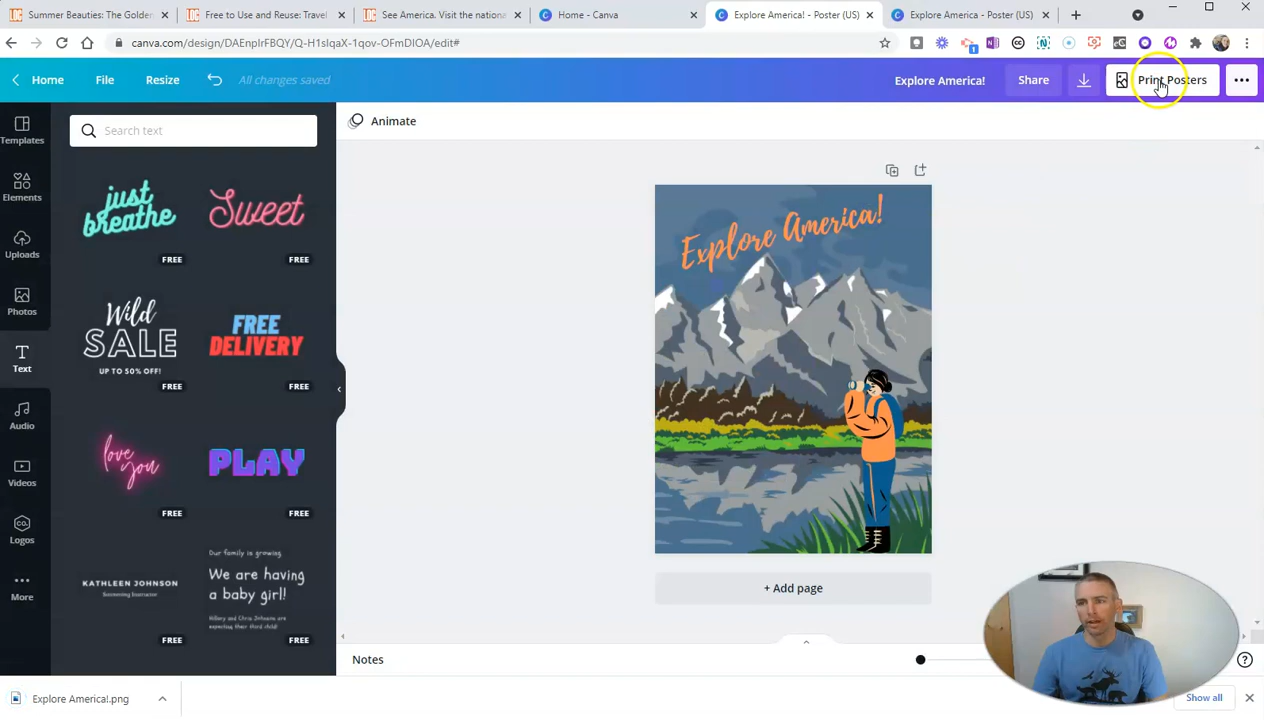 Summer Beauties: The Golden
Free to Use and Reuse: Travel
See America. Visit the national
Home - Canva
Explore America! - Poster (US)
Explore America - Poster (US)
canva.com/design/DAEnpIrFBQY/Q-H1sIqaX-1qov-OFmDIOA/edit#
Home
File
Resize
All changes saved
Explore America!
Share
Print Posters
Animate
Templates
Elements
Uploads
Photos
Text
Audio
Videos
Logos
More
Search text
just
breathe
FREE
Sweet
FREE
Wild
SALE
UP TO 50% OFF!
FREE
FREE
DELIVERY
FREE
love
you
FREE
PLAY
FREE
KATHLEEN JOHNSON
Swimming Instructor
FREE
Our family is growing.
We are having
a baby girl!
FREE
Explore America!
+ Add page
Notes
Explore America!.png
Show all